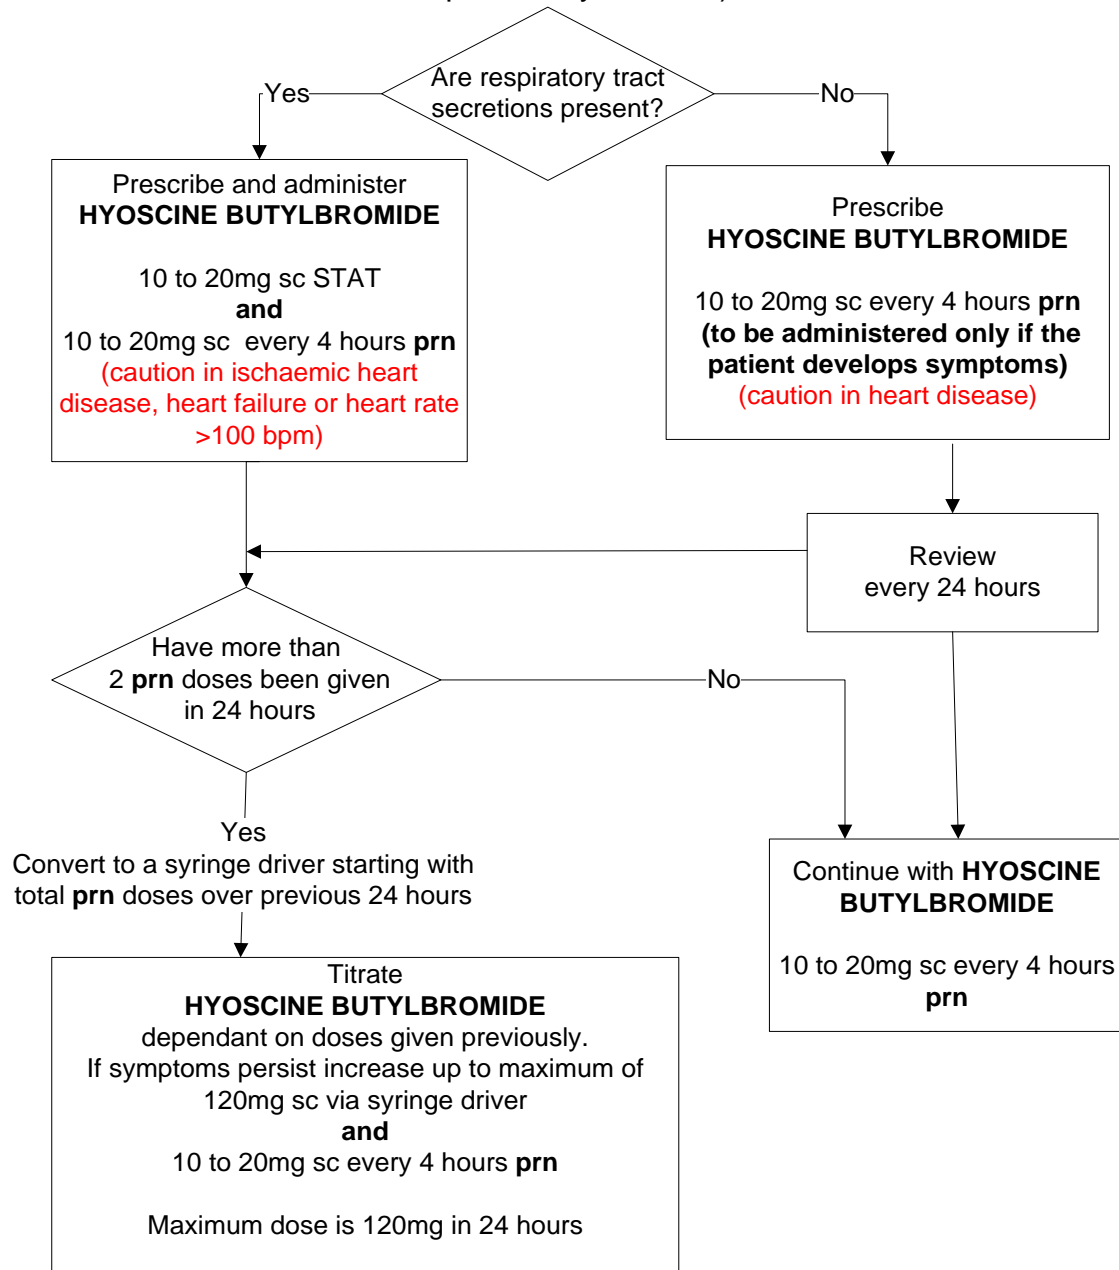 Are respiratory tract
secretions present?
Yes
No
Prescribe and administer
HYOSCINE BUTYLBROMIDE
10 to 20mg sc STAT
and
10 to 20mg sc every 4 hours prn
(caution in ischaemic heart
disease, heart failure or heart rate
>100 bpm)
Prescribe
HYOSCINE BUTYLBROMIDE
10 to 20mg sc every 4 hours prn
(to be administered only if the
patient develops symptoms)
(caution in heart disease)
Review
every 24 hours
Have more than
2 prn doses been given
in 24 hours
No
Yes
Convert to a syringe driver starting with
total prn doses over previous 24 hours
Continue with HYOSCINE
BUTYLBROMIDE
10 to 20mg sc every 4 hours
prn
Titrate
HYOSCINE BUTYLBROMIDE
dependant on doses given previously.
If symptoms persist increase up to maximum of
120mg sc via syringe driver
and
10 to 20mg sc every 4 hours prn
Maximum dose is 120mg in 24 hours